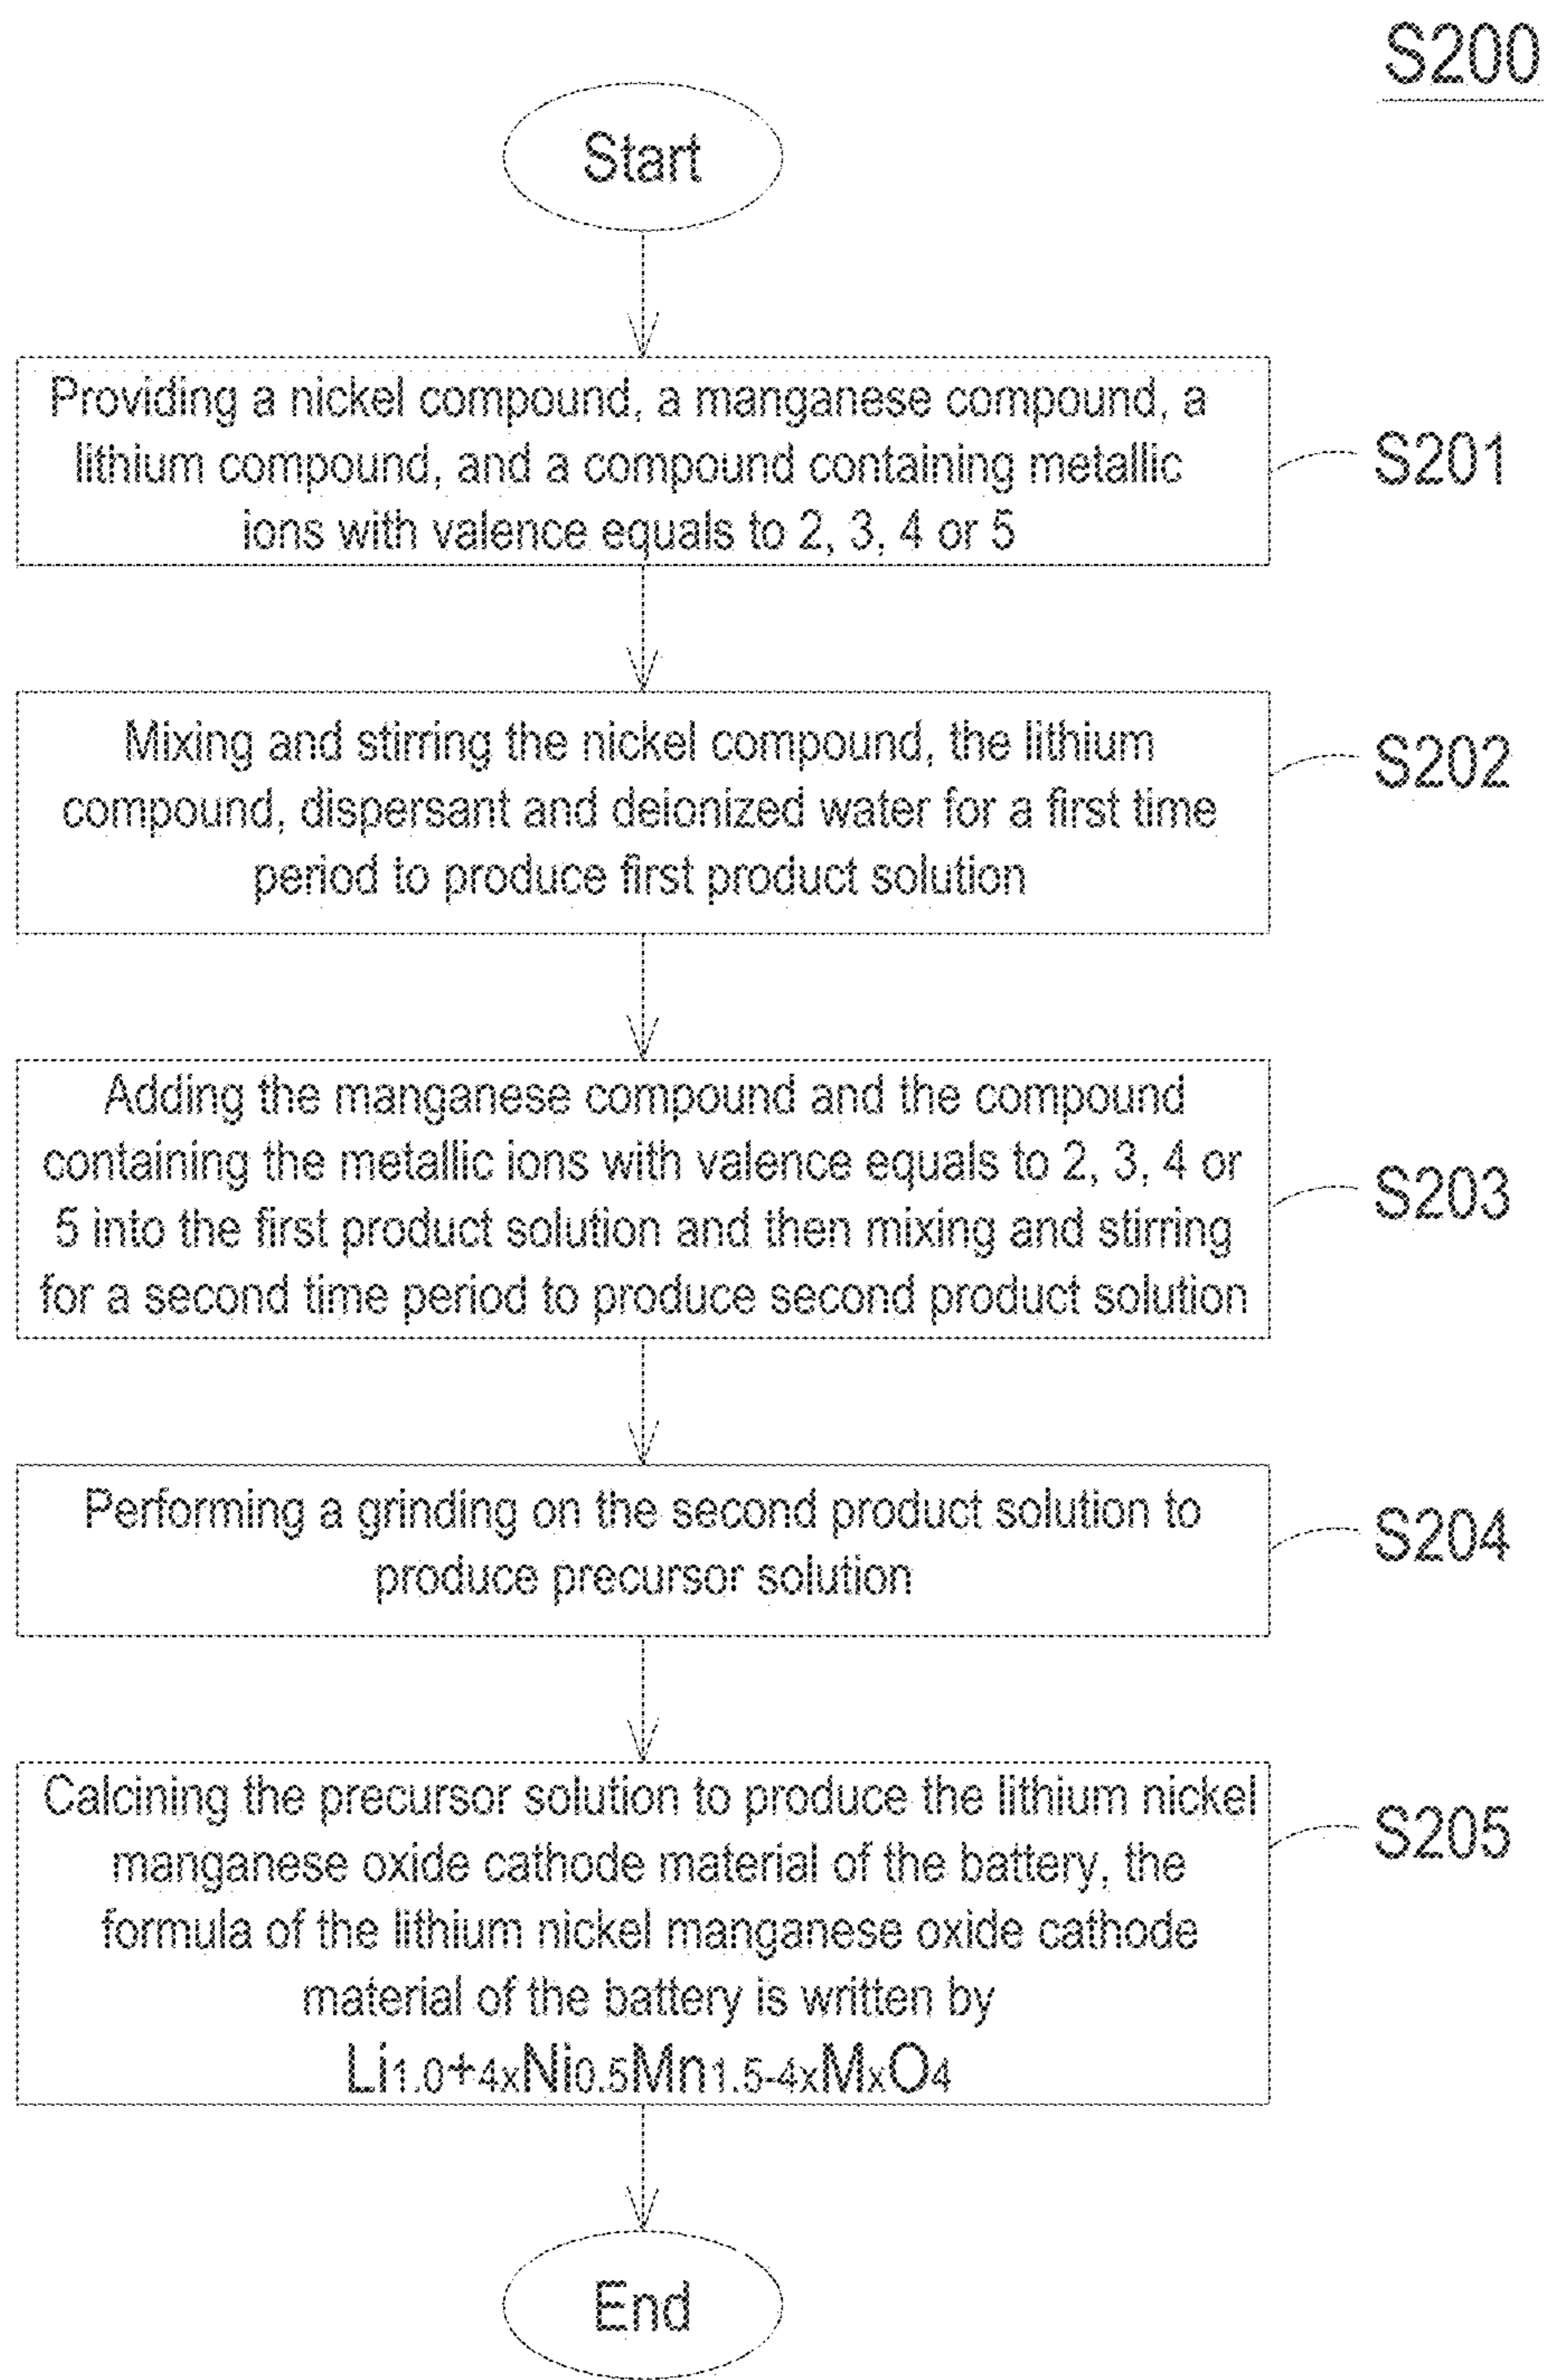 S200
Start
Providing a nickel compound, a manganese compound, a
lithium compound, and a compound containing metallic
ions with valence equals to 2, 3, 4 or 5
S201
Mixing and stirring the nickel compound, the lithium
compound, dispersant and deionized water for a first time
period to produce first product solution
S202
Adding the manganese compound and the compound
containing the metallic ions with valence equals to 2, 3, 4 or
5 into the first product solution and then mixing and stirring
for a second time period to produce second product solution
S203
Performing a grinding on the second product solution to
produce precursor solution
S204
Calcining the precursor solution to produce the lithium nickel
manganese oxide cathode material of the battery, the
formula of the lithium nickel manganese oxide cathode
material of the battery is written by
Li1.0+4xNi0.5Mn1.5-4xMxO4
S205
End